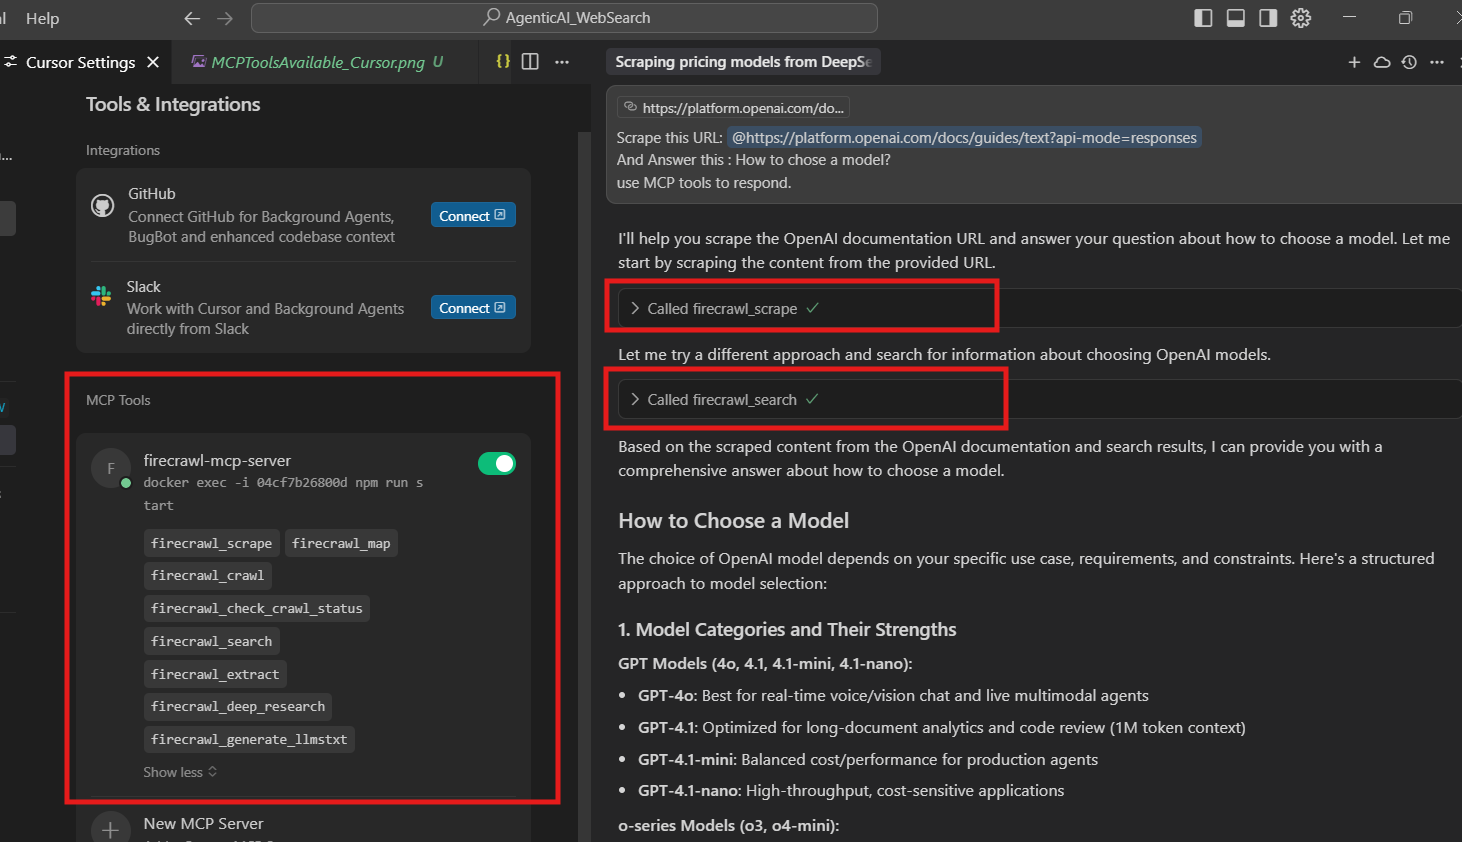 Help
AgenticAI_WebSearch
Cursor Settings
MCPToolsAvailable_Cursor.png U
{}
Tools & Integrations
Integrations
GitHub
Connect GitHub for Background Agents,
BugBot and enhanced codebase context
Connect
Slack
Work with Cursor and Background Agents
directly from Slack
Connect
MCP Tools
F
firecrawl-mcp-server
docker exec -i 04cf7b26800d npm run s
tart
firecrawl_scrape firecrawl_map
firecrawl_crawl
firecrawl_check_crawl_status
firecrawl_search
firecrawl_extract
firecrawl_deep_research
firecrawl_generate_llmstxt
Show less
New MCP Server
Scraping pricing models from DeepSe
https://platform.openai.com/do...
Scrape this URL: @https://platform.openai.com/docs/guides/text?api-mode=responses
And Answer this : How to chose a model?
use MCP tools to respond.
I'll help you scrape the OpenAI documentation URL and answer your question about how to choose a model. Let me
start by scraping the content from the provided URL.
Called firecrawl_scrape
Let me try a different approach and search for information about choosing OpenAI models.
Called firecrawl_search
Based on the scraped content from the OpenAI documentation and search results, I can provide you with a
comprehensive answer about how to choose a model.
How to Choose a Model
The choice of OpenAI model depends on your specific use case, requirements, and constraints. Here's a structured
approach to model selection:
1. Model Categories and Their Strengths
GPT Models (4o, 4.1, 4.1-mini, 4.1-nano):
• GPT-4o: Best for real-time voice/vision chat and live multimodal agents
• GPT-4.1: Optimized for long-document analytics and code review (1M token context)
• GPT-4.1-mini: Balanced cost/performance for production agents
• GPT-4.1-nano: High-throughput, cost-sensitive applications
o-series Models (o3, o4-mini):